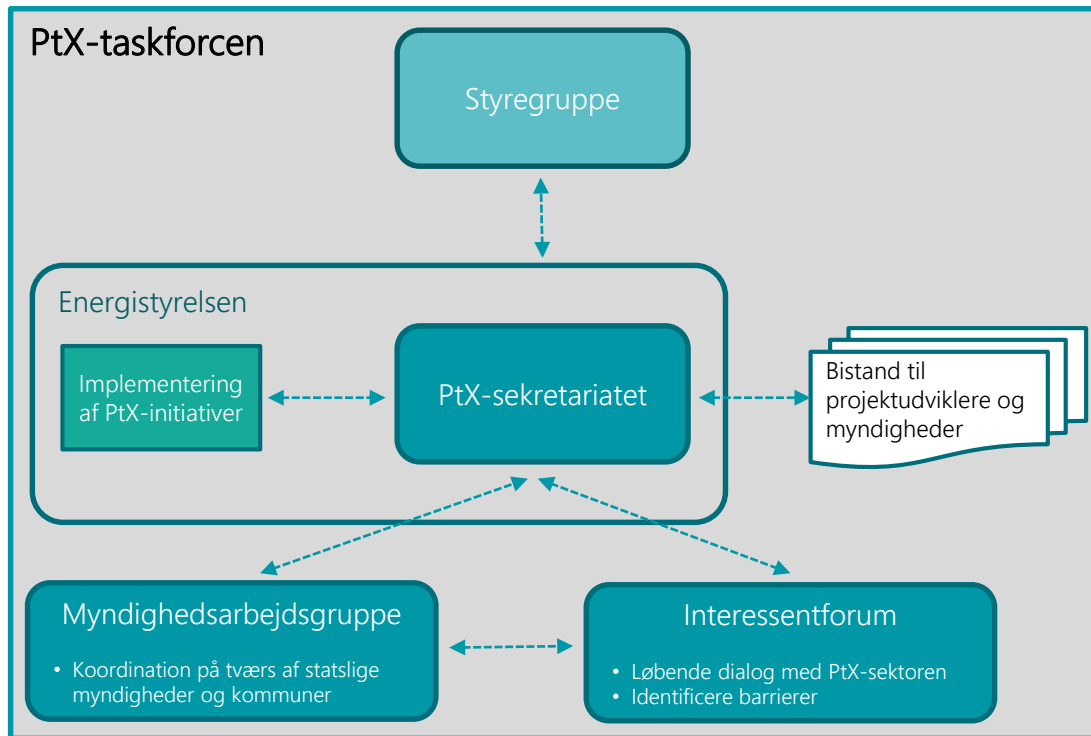 PtX-taskforcen
Styregruppe
Energistyrelsen
Implementering
af PtX-initiativer
PtX-sekretariatet
Bistand til
projektudviklere og
myndigheder
Myndighedsarbejdsgruppe
• Koordination på tværs af statslige
myndigheder og kommuner
Interessentforum
• Løbende dialog med PtX-sektoren
• Identificere barrierer